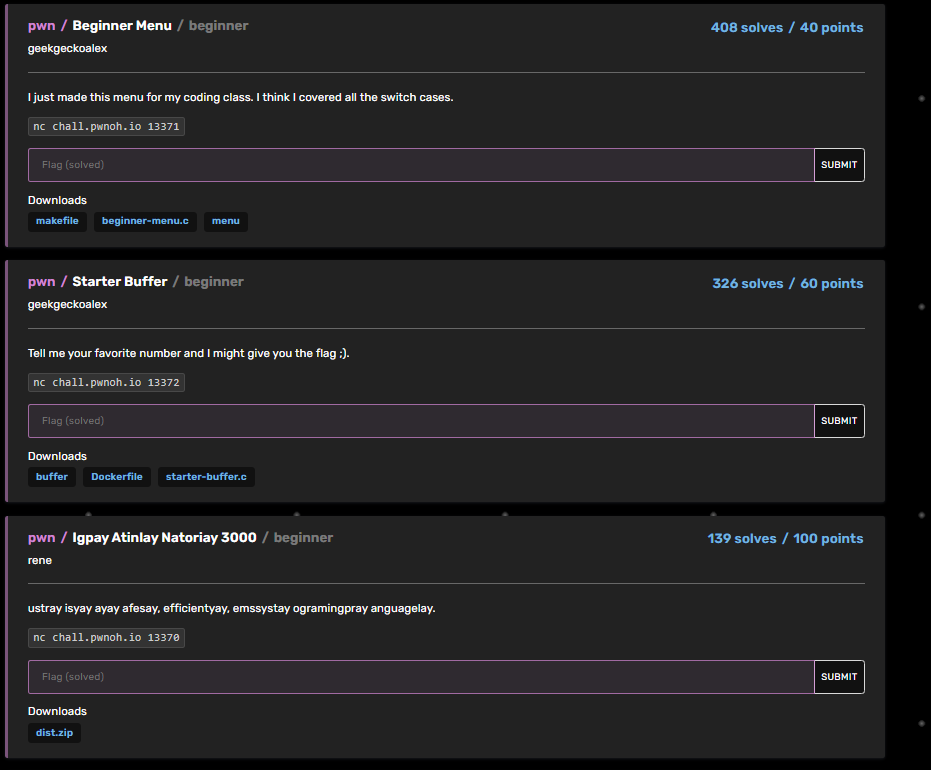 pwn / Beginner Menu / beginner 408 solves / 40 points
geekgeckoalex
I just made this menu for my coding class. I think I covered all the switch cases.
nc chall.pwnoh.io 13371
Flag (solved) SUBMIT
Downloads
makefile beginner-menu.c menu
pwn / Starter Buffer / beginner 326 solves / 60 points
geekgeckoalex
Tell me your favorite number and I might give you the flag ;).
nc chall.pwnoh.io 13372
Flag (solved) SUBMIT
Downloads
buffer Dockerfile starter-buffer.c
pwn / Igpay Atinlay Natoriay 3000 / beginner 139 solves / 100 points
rene
ustray isyay ayay afesay, efficientyay, emssystay ogramingpray anguagelay.
nc chall.pwnoh.io 13370
Flag (solved) SUBMIT
Downloads
dist.zip